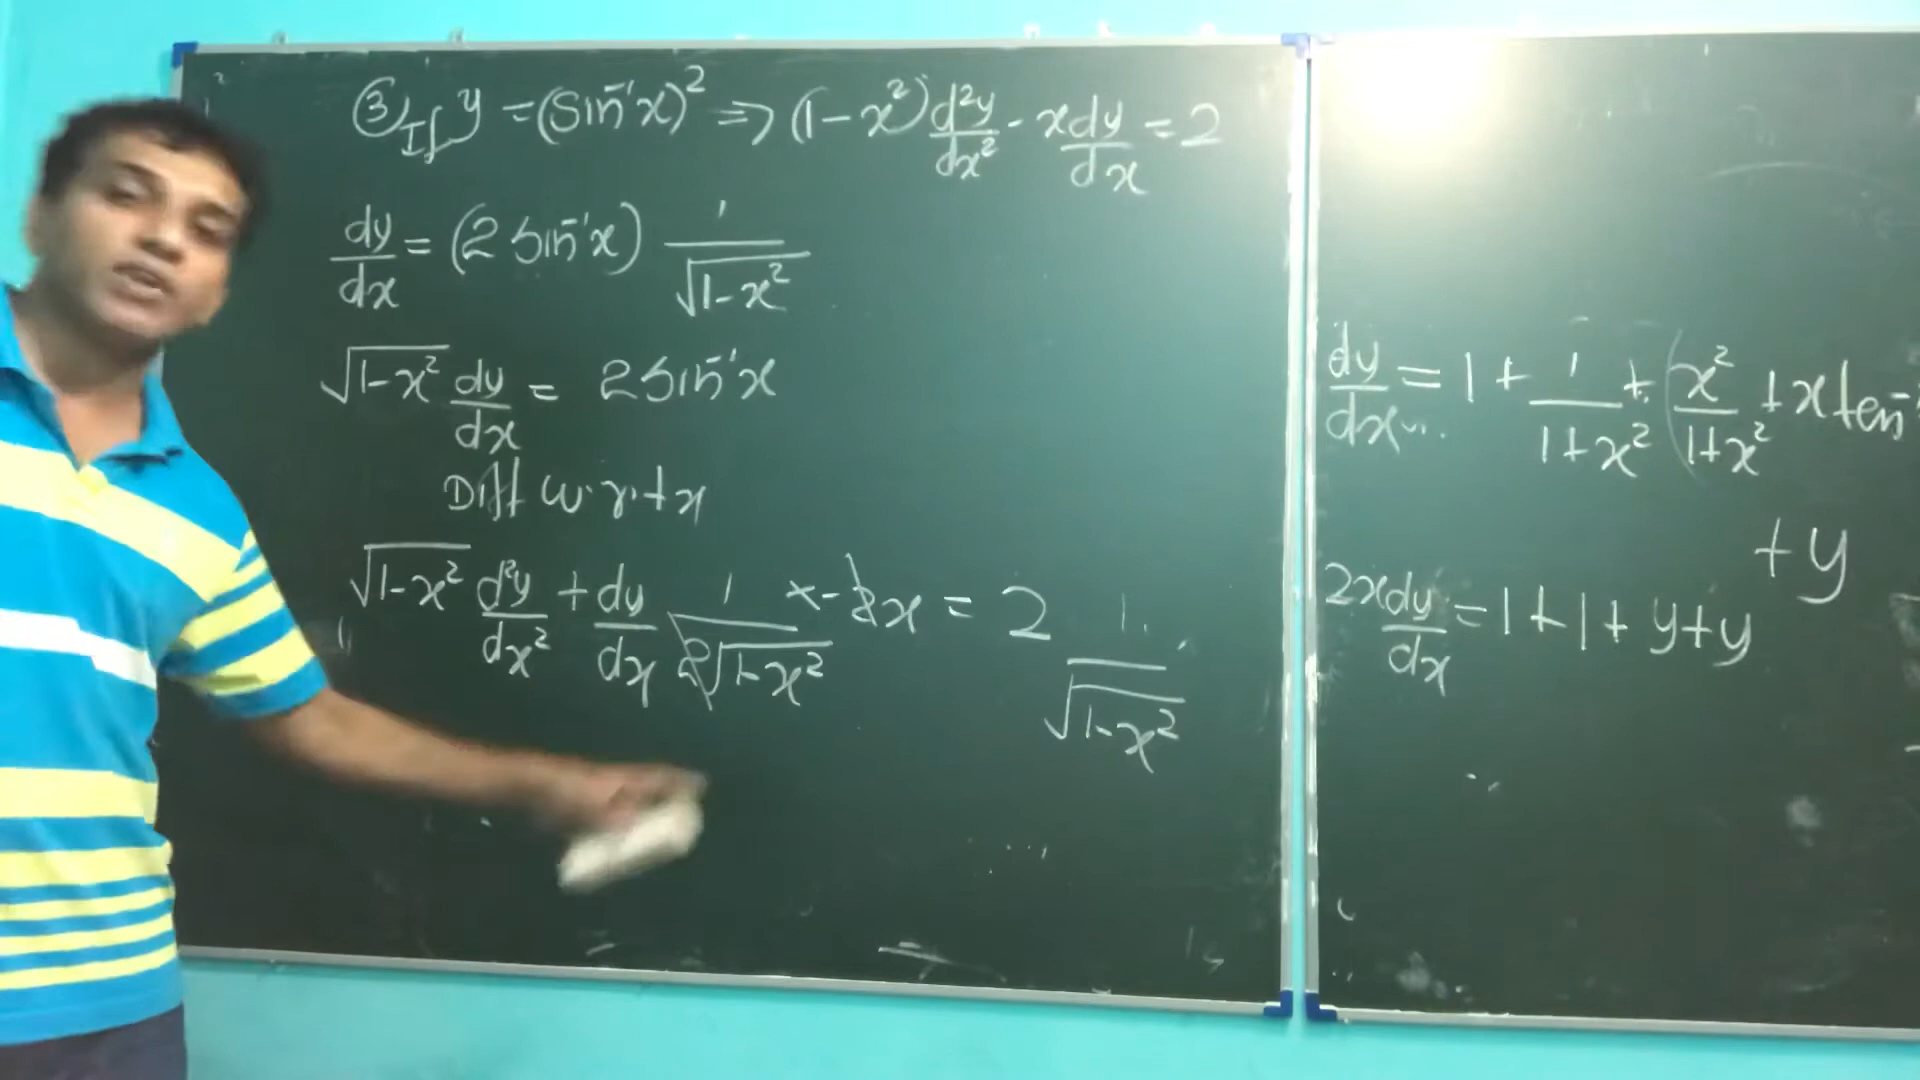 ③ If y = (sin⁻¹x)² ⇒ (1-x²) d²y/dx² - x dy/dx = 2
dy/dx = (2 sin⁻¹x) 1/√1-x²
√1-x² dy/dx = 2 sin⁻¹x
Diff w.r.t x
√1-x² d²y/dx² + dy/dx 1/2√1-x² x - 2x = 2 1/√1-x²
dy/dx = 1 + 1/1+x² + (x²/1+x² + x tan⁻¹
+ y
2x dy/dx = 1 + 1 + y + y